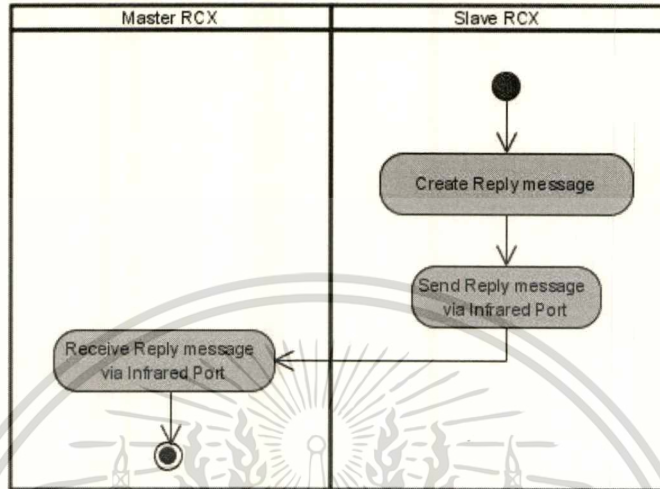 Master RCX
Slave RCX
Create Reply message
Send Reply message
via Infrared Port
Receive Reply message
via Infrared Port